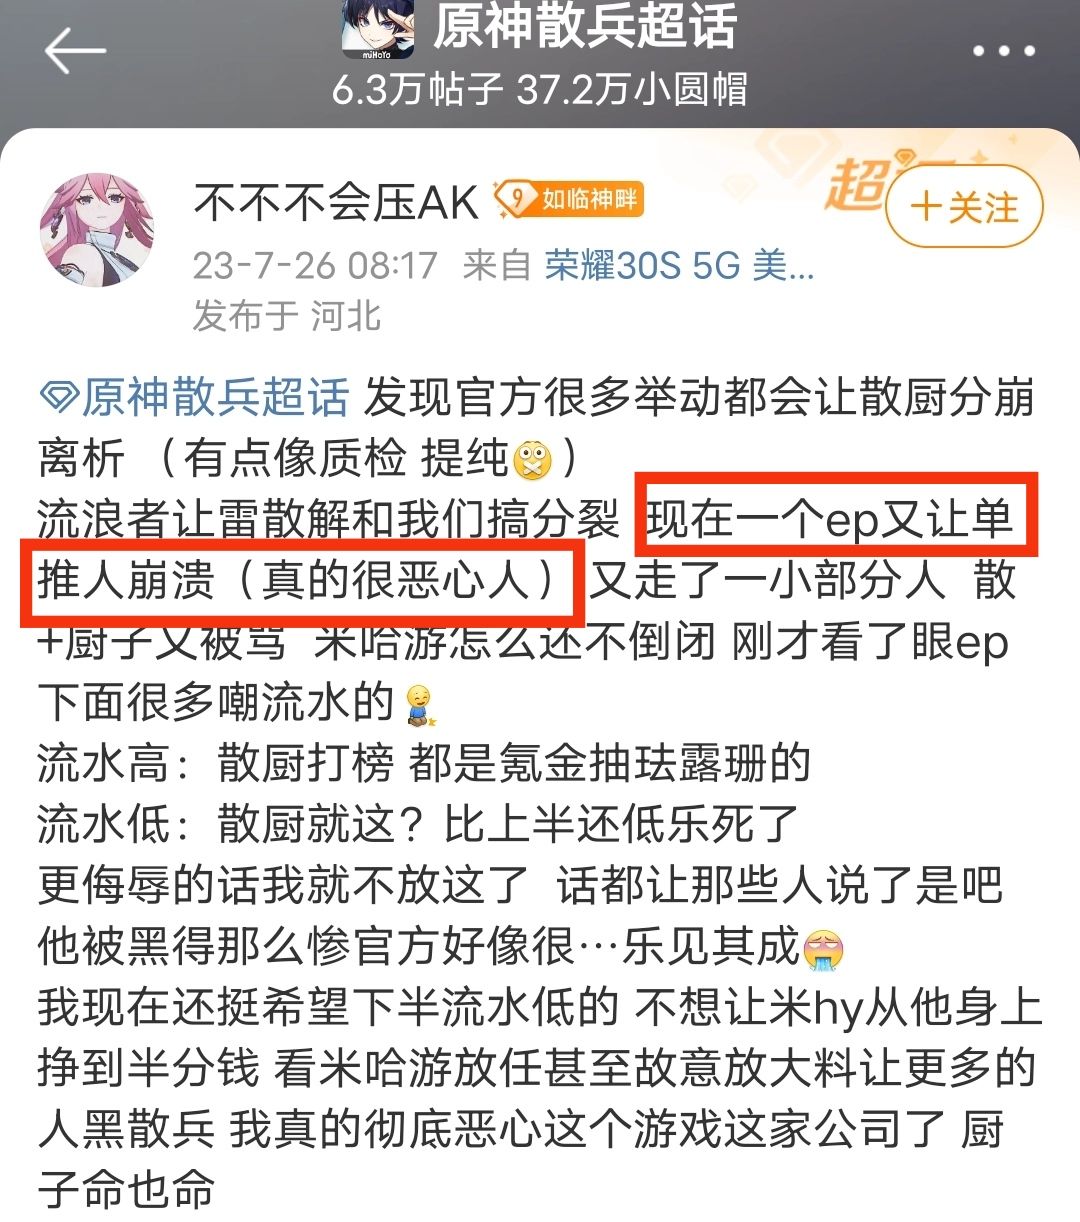 miHoYo
原神散兵超话
6.3万帖子 37.2万小圆帽
不不不会压AK 9 如临神畔
超
+关注
23-7-26 08:17 来自 荣耀30S 5G 美...
发布于 河北
原神散兵超话 发现官方很多举动都会让散厨分崩
离析 （有点像质检 提纯）
流浪者让雷散解和我们搞分裂 现在一个ep又让单
推人崩溃（真的很恶心人） 又走了一小部分人 散
+厨子又被骂 米哈游怎么还不倒闭 刚才看了眼ep
下面很多嘲流水的
流水高：散厨打榜 都是氪金抽珐露珊的
流水低：散厨就这？比上半还低乐死了
更侮辱的话我就不放这了 话都让那些人说了是吧
他被黑得那么惨官方好像很…乐见其成
我现在还挺希望下半流水低的 不想让米hy从他身上
挣到半分钱 看米哈游放任甚至故意放大料让更多的
人黑散兵 我真的彻底恶心这个游戏这家公司了 厨
子命也命